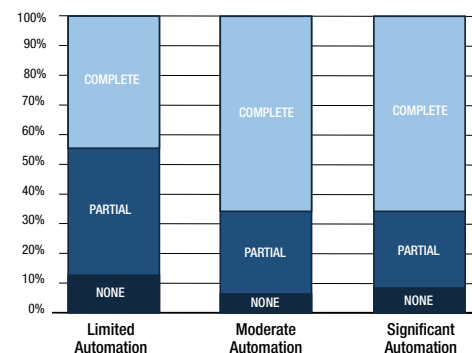 100%
90%
80%
70%
60%
50%
40%
30%
20%
10%
0%
COMPLETE
PARTIAL
NONE
COMPLETE
PARTIAL
NONE
COMPLETE
PARTIAL
NONE
Limited
Automation
Moderate
Automation
Significant
Automation